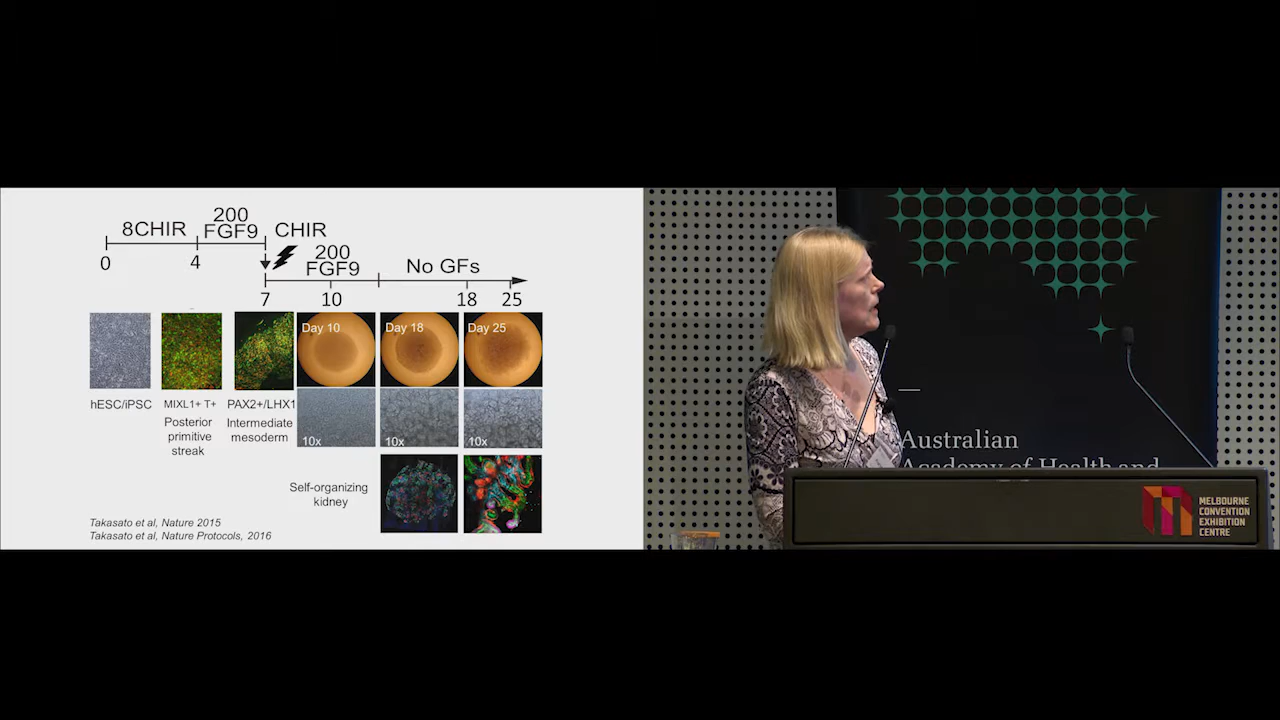 200
8CHIR FGF9 CHIR
0 4
200
FGF9 No GFs
7 10 18 25
Day 10 Day 18 Day 25
hESC/iPSC MIXL1+ T+ PAX2+/LHX1
Posterior
primitive
streak
Intermediate
mesoderm
10x 10x 10x
Self-organizing
kidney
Takasato et al, Nature 2015
Takasato et al, Nature Protocols, 2016
Australian
Academy of Health and
MELBOURNE
CONVENTION
EXHIBITION
CENTRE